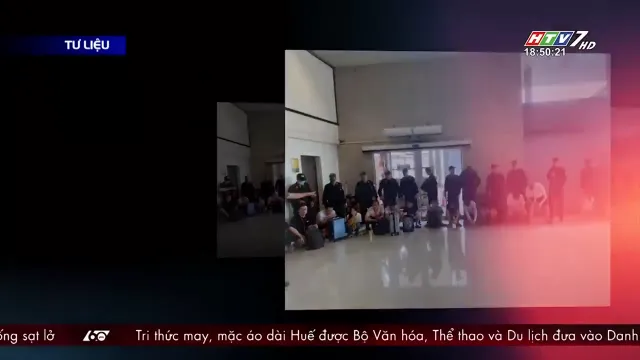 TƯ LIỆU
HTV7 HD
18:50:21
ống sạt lở
60
Tri thức may, mặc áo dài Huế được Bộ Văn hóa, Thể thao và Du lịch đưa vào Danh